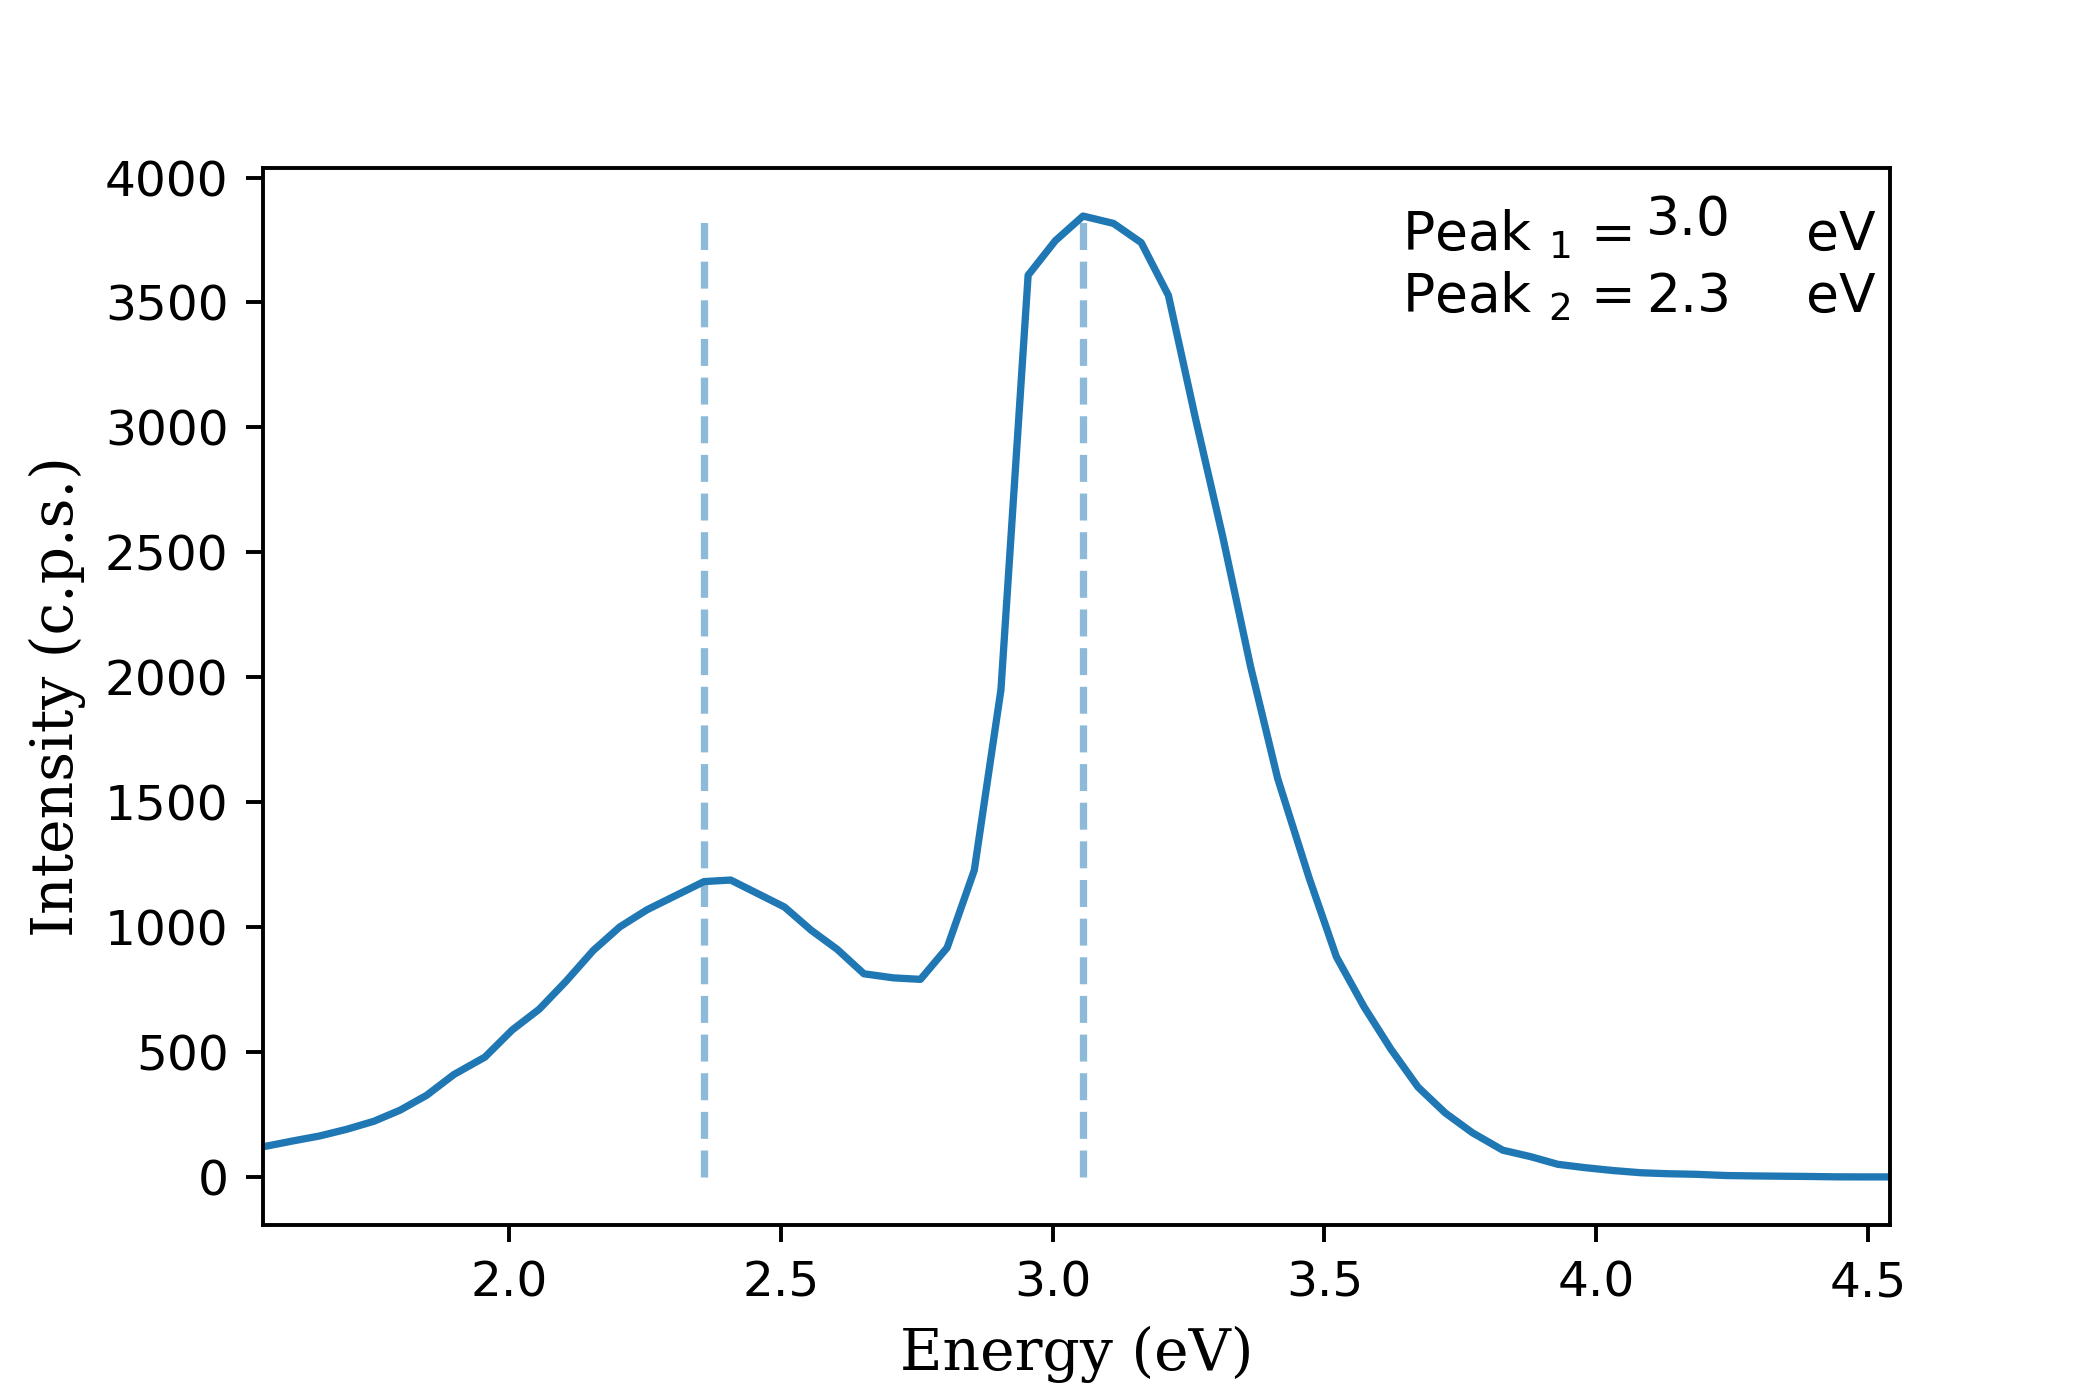 Peak 1 = 3.0 eV
Peak 2 = 2.3 eV
4000
3500
3000
2500
2000
1500
1000
500
0
Intensity (c.p.s.)
2.0 2.5 3.0 3.5 4.0 4.5
Energy (eV)